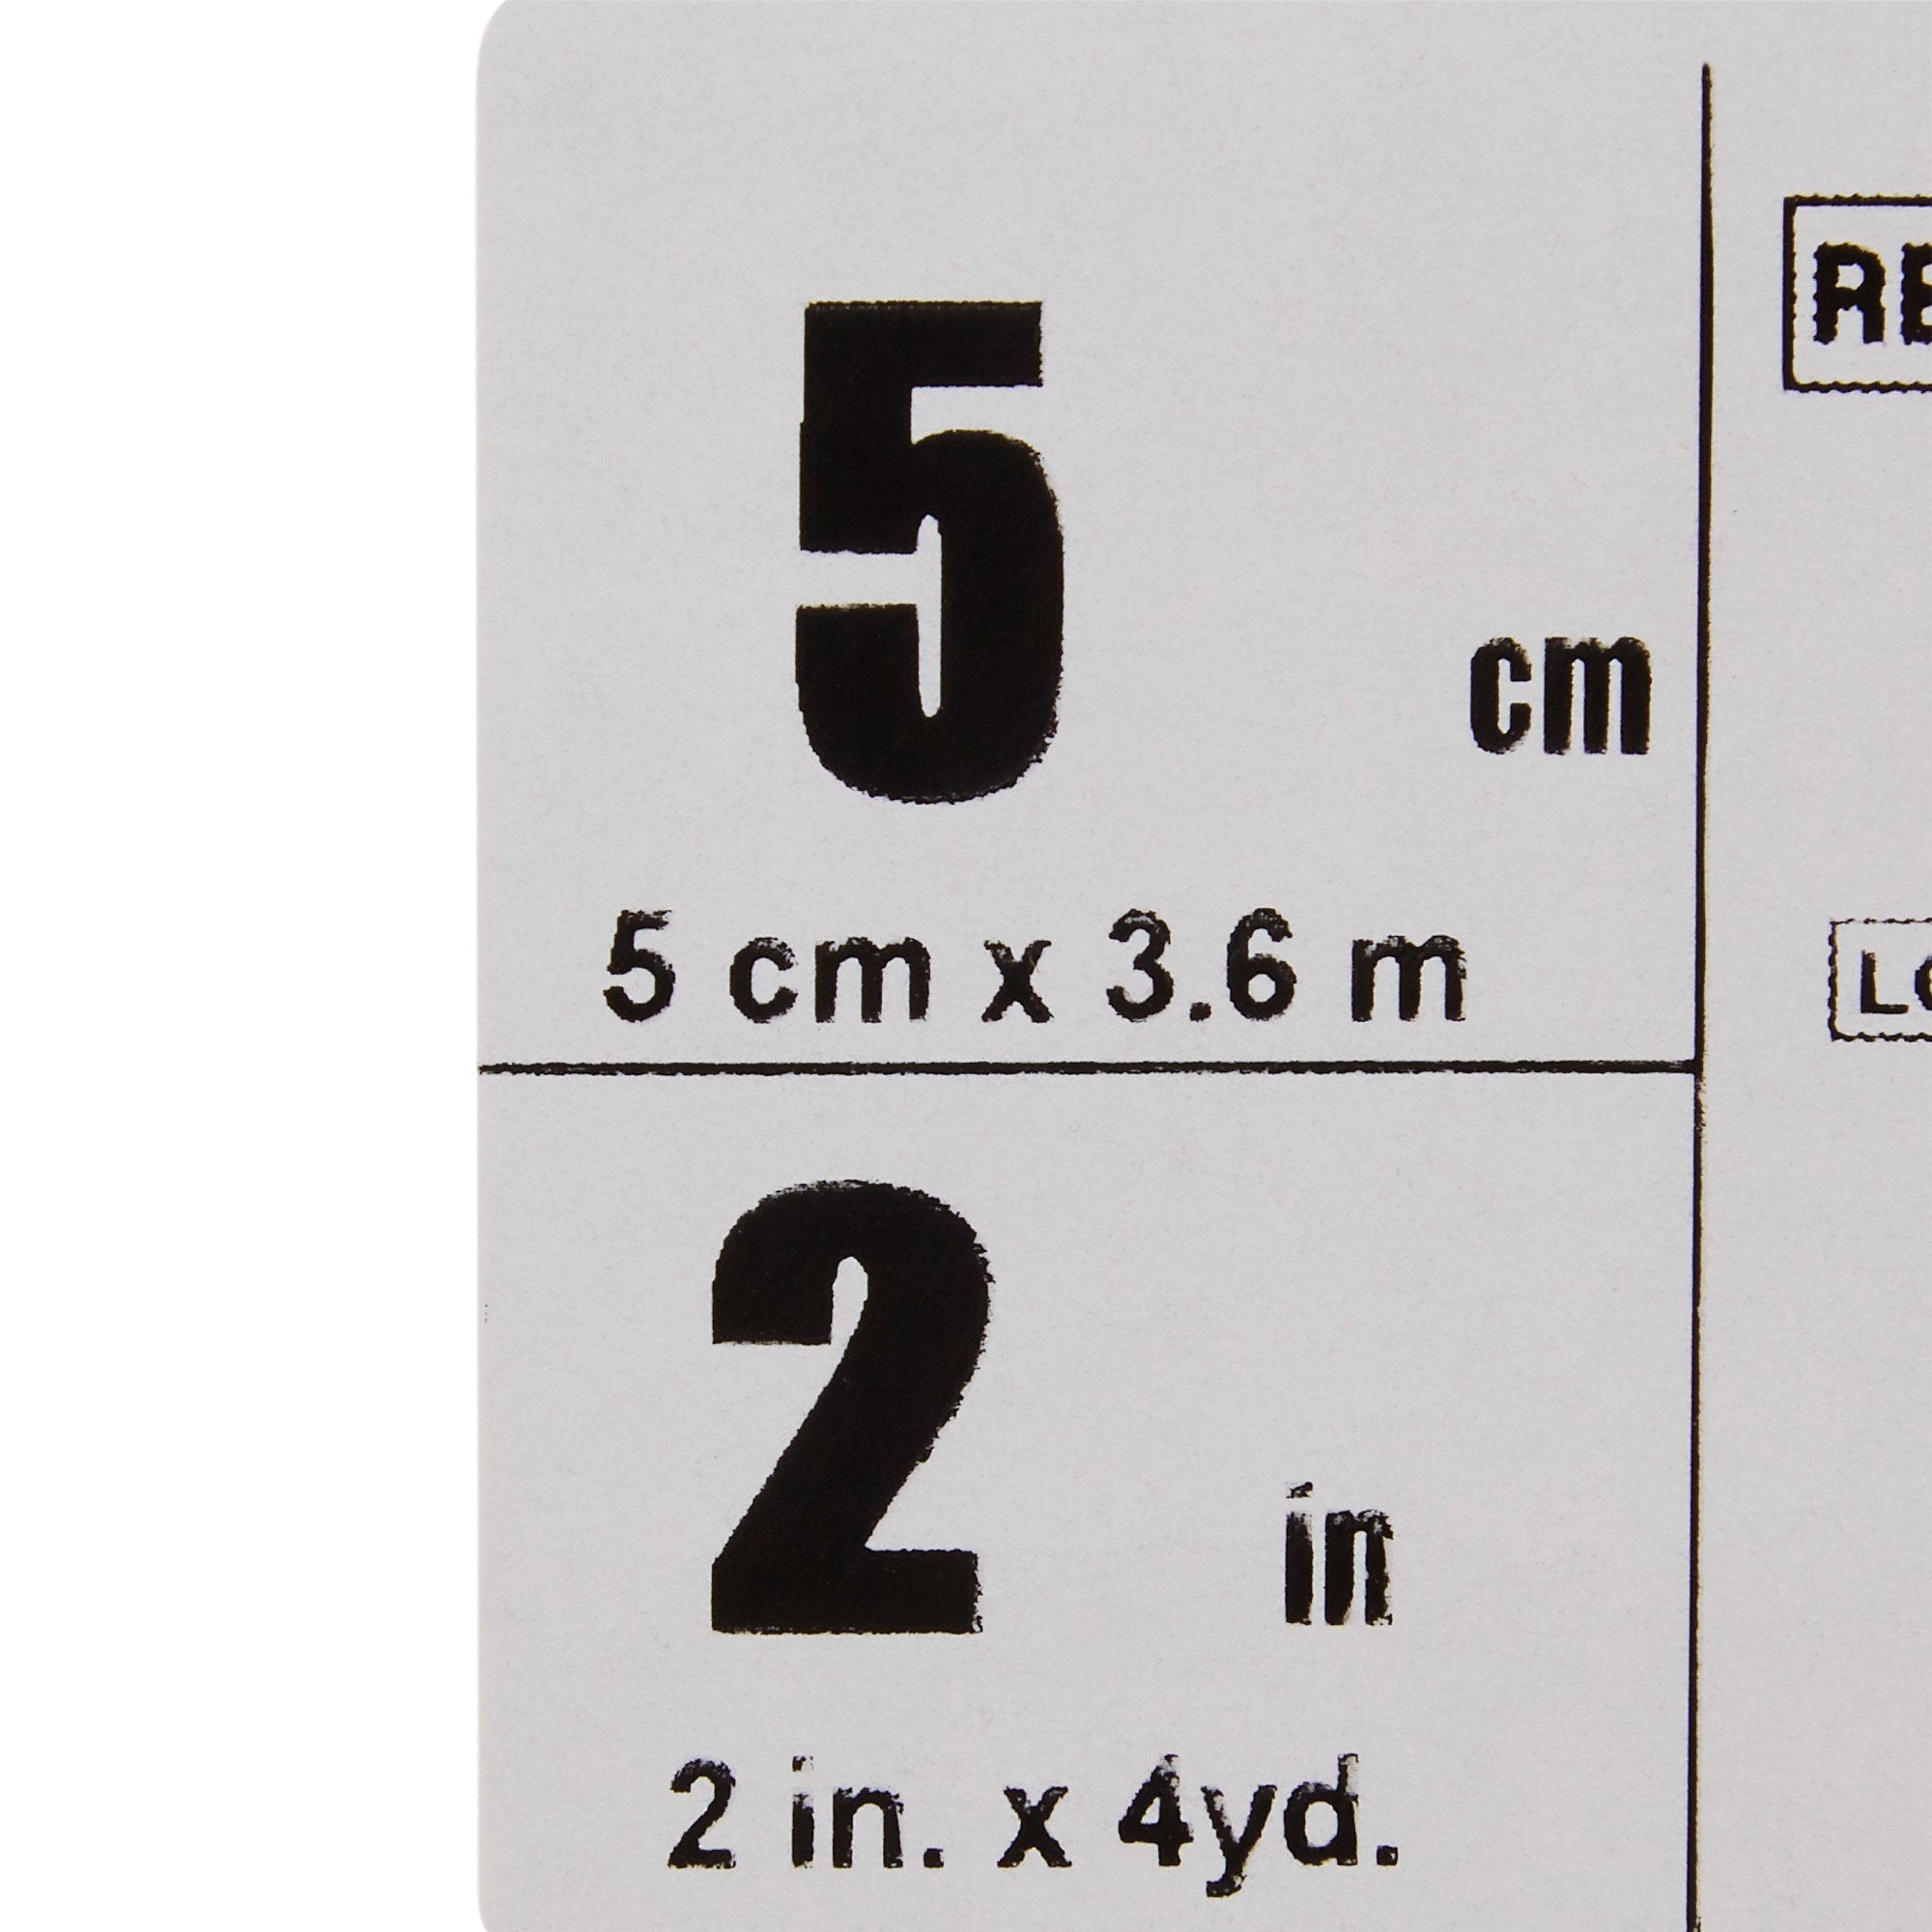 5 cm
5 cm x 3.6 m
2 in
2 in. x 4yd.